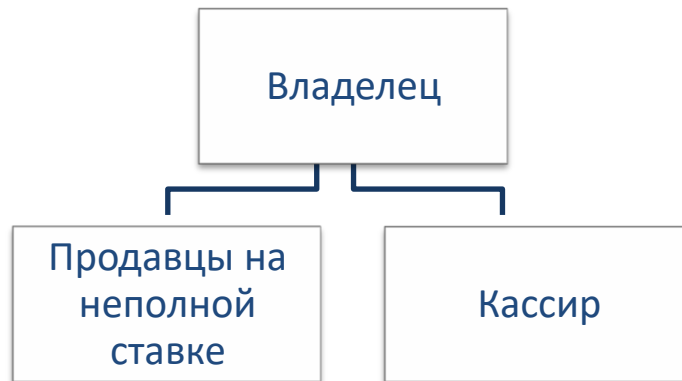 Владелец
Продавцы на
неполной
ставке
Кассир